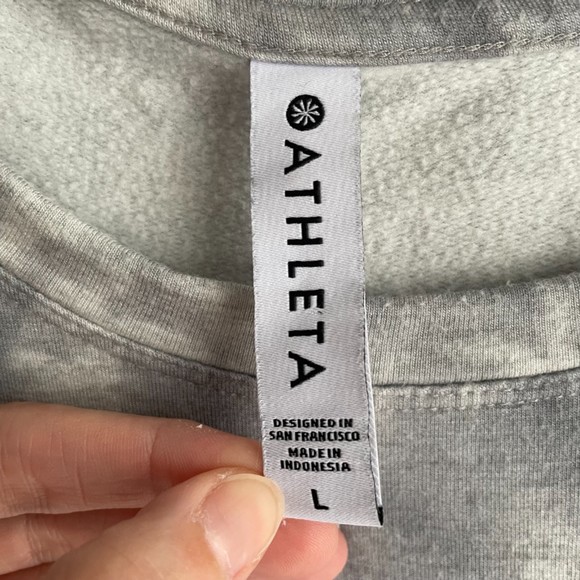 ATHLETA
DESIGNED IN
SAN FRANCISCO
MADE IN
INDONESIA
L